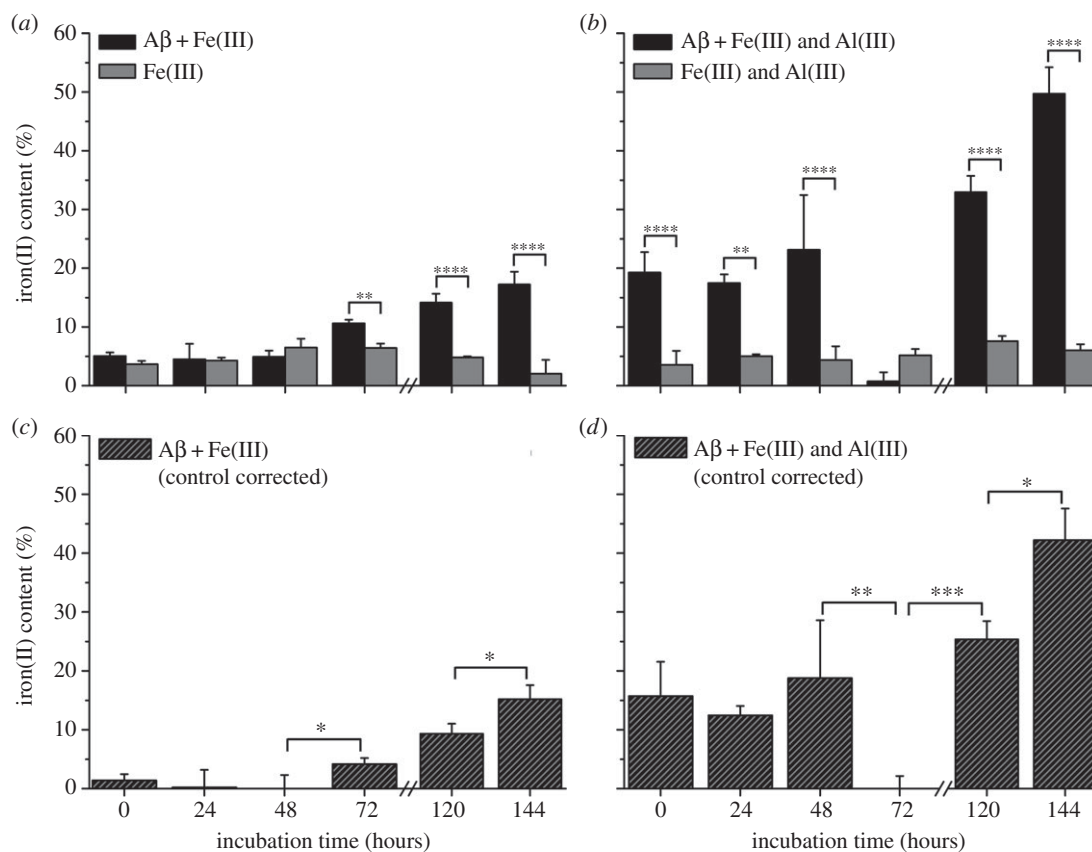 (a)
60
50
40
30
20
10
0
iron(II) content (%)
Aβ + Fe(III)
Fe(III)
**
****
****
(b)
Aβ + Fe(III) and Al(III)
Fe(III) and Al(III)
****
**
****
****
****
(c)
60
50
40
30
20
10
0
iron(II) content (%)
Aβ + Fe(III)
(control corrected)
*
*
0 24 48 72 120 144
incubation time (hours)
(d)
Aβ + Fe(III) and Al(III)
(control corrected)
**
***
*
0 24 48 72 120 144
incubation time (hours)